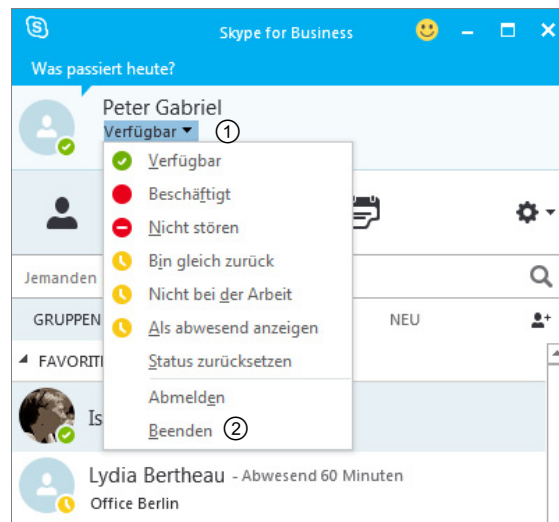 Skype for Business
Was passiert heute?
Peter Gabriel
Verfügbar ①
Verfügbar
Beschäftigt
Nicht stören
Bin gleich zurück
Jemanden
Nicht bei der Arbeit
GRUPPEN
Als abwesend anzeigen
NEU
FAVORITE
Status zurücksetzen
Abmelden
Is
Beenden ②
Lydia Bertheau - Abwesend 60 Minuten
Office Berlin